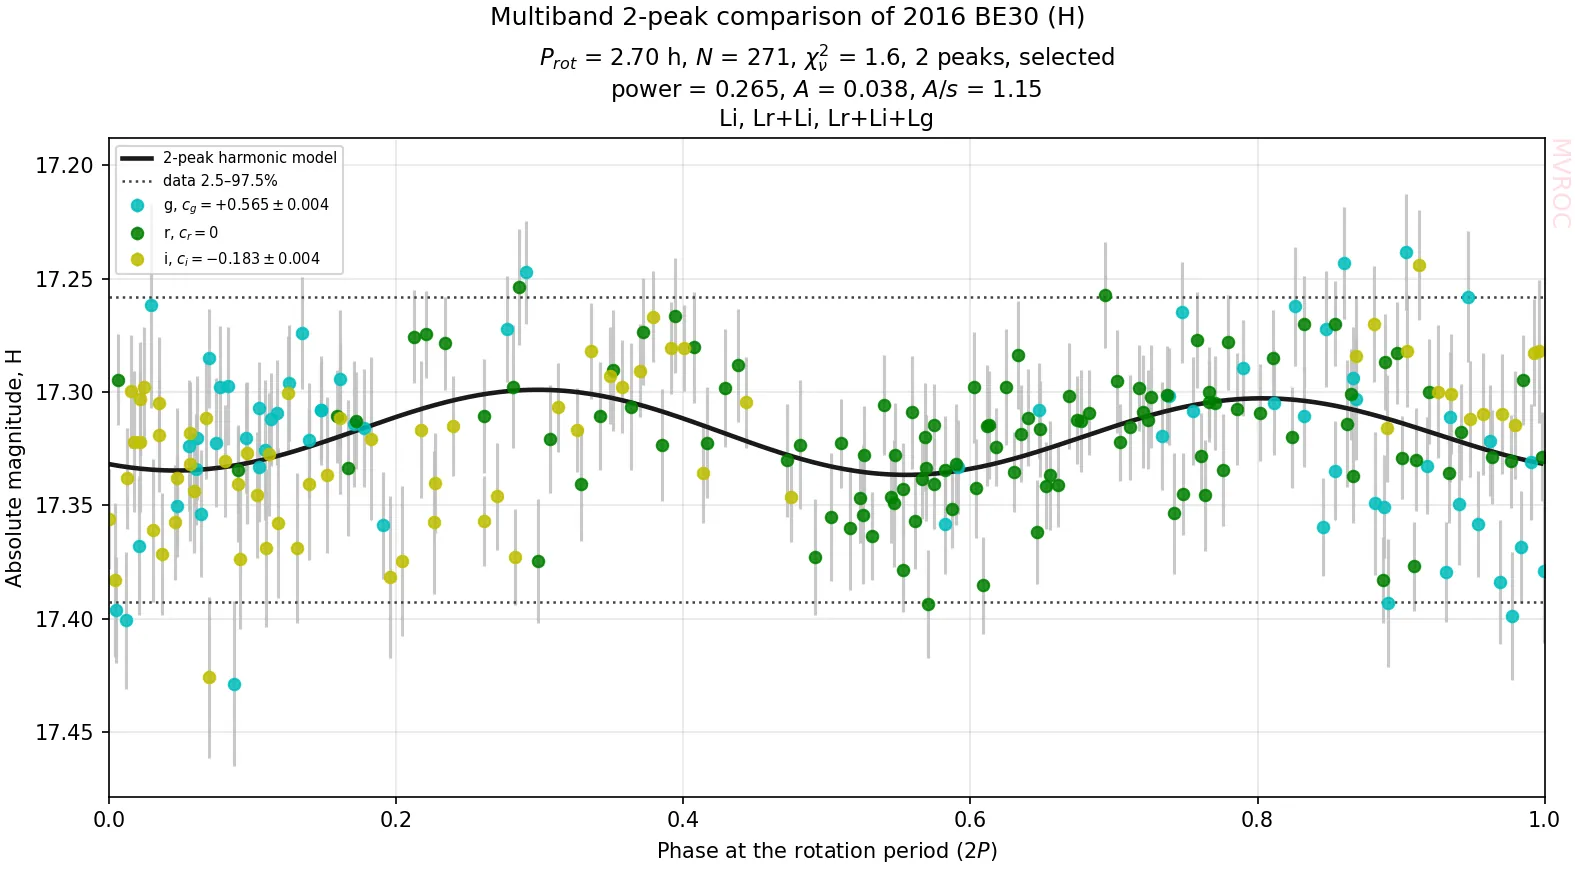 Multiband 2-peak comparison of 2016 BE30 (H)
P_rot = 2.70 h, N = 271, χ²_ν = 1.6, 2 peaks, selected
power = 0.265, A = 0.038, A/s = 1.15
Li, Lr+Li, Lr+Li+Lg
2-peak harmonic model
data 2.5–97.5%
g, c_g = +0.565 ± 0.004
r, c_r = 0
i, c_i = −0.183 ± 0.004
MVROC
Absolute magnitude, H
17.20
17.25
17.30
17.35
17.40
17.45
0.0 0.2 0.4 0.6 0.8 1.0
Phase at the rotation period (2P)